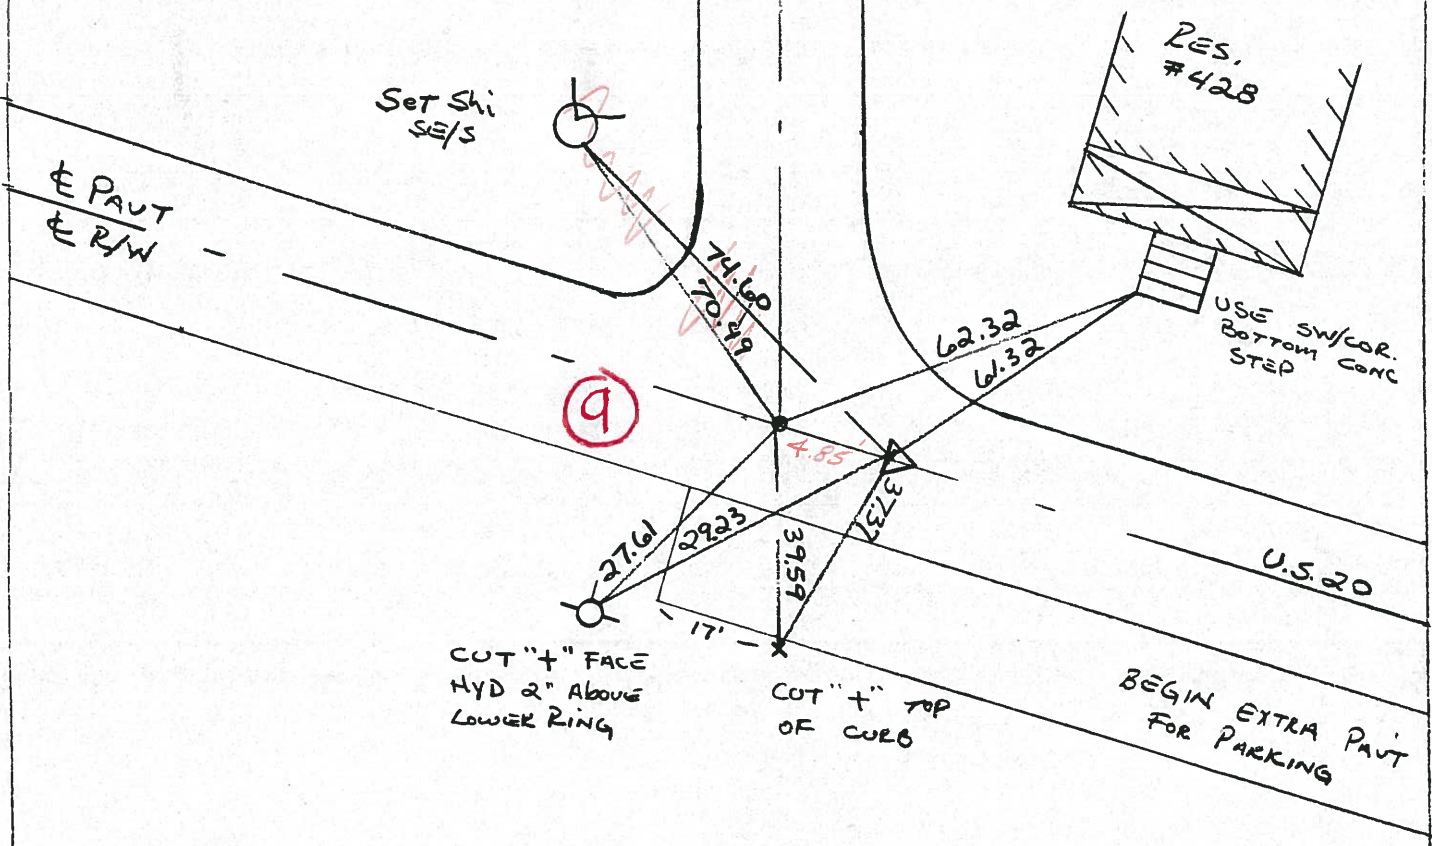 RES.
#428
Set Shi
SE/S
℄ PAVT
℄ R/W
74.60
70.49
62.32
61.32
USE SW/COR.
BOTTOM CONC
STEP
9
4.85'
37.37
27.61
29.23
39.59
U.S. 20
17'
CUT "+" FACE
HYD 2" ABOVE
LOWER RING
CUT "+" TOP
OF CURB
BEGIN EXTRA PAV'T
FOR PARKING